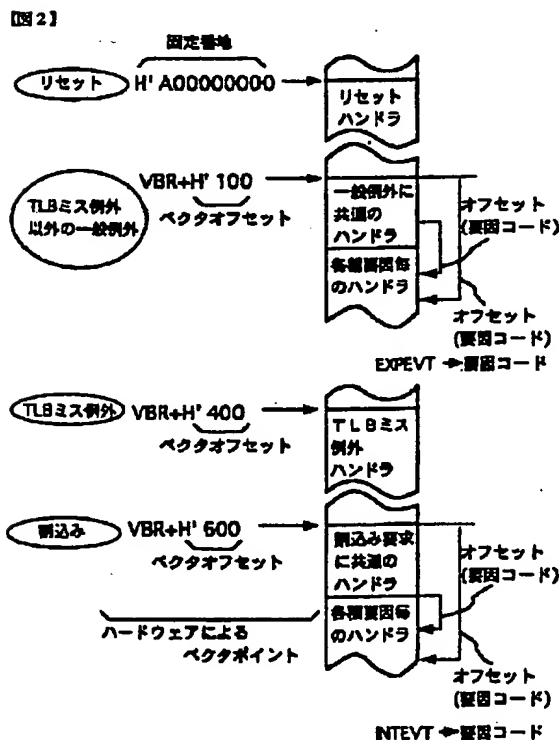 【図2】
固定番地
リセット
H' A00000000
リセット
ハンドラ
TLBミス例外
以外の一般例外
VBR+H' 100
ベクタオフセット
一般例外に
共通の
ハンドラ
各種要因毎
のハンドラ
オフセット
(要因コード)
オフセット
(要因コード)
EXPEVT → 要因コード
TLBミス例外
VBR+H' 400
ベクタオフセット
TLBミス
例外
ハンドラ
割込み
VBR+H' 600
ベクタオフセット
割込み要求
に共通の
ハンドラ
各種要因毎
のハンドラ
オフセット
(要因コード)
ハードウェアによる
ベクタポイント
オフセット
(要因コード)
INTEVT → 要因コード